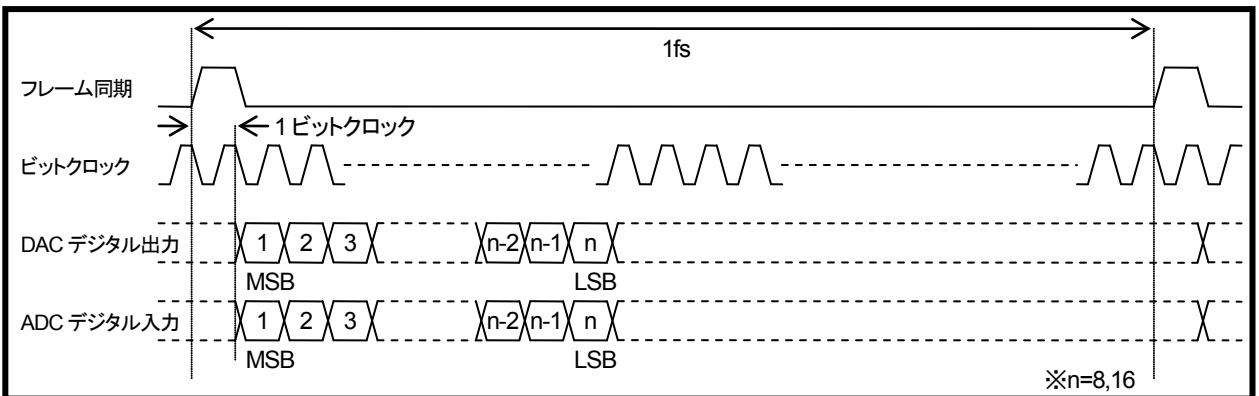 1fs
フレーム同期
1 ビットクロック
ビットクロック
DAC デジタル出力 1 2 3 n-2 n-1 n
MSB LSB
ADC デジタル入力 1 2 3 n-2 n-1 n
MSB LSB
※n=8,16